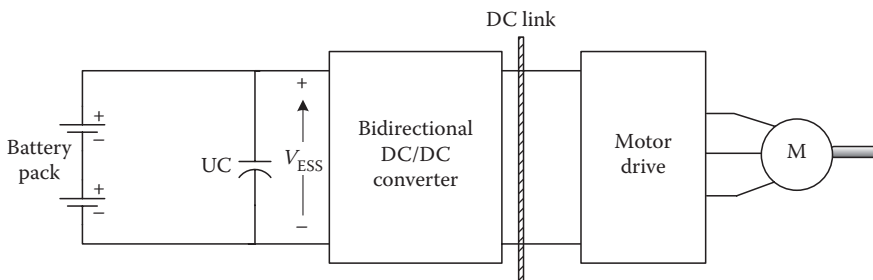 DC link
+
+
−
Battery
pack
+
−
UC
V_ESS
−
Bidirectional
DC/DC
converter
Motor
drive
M